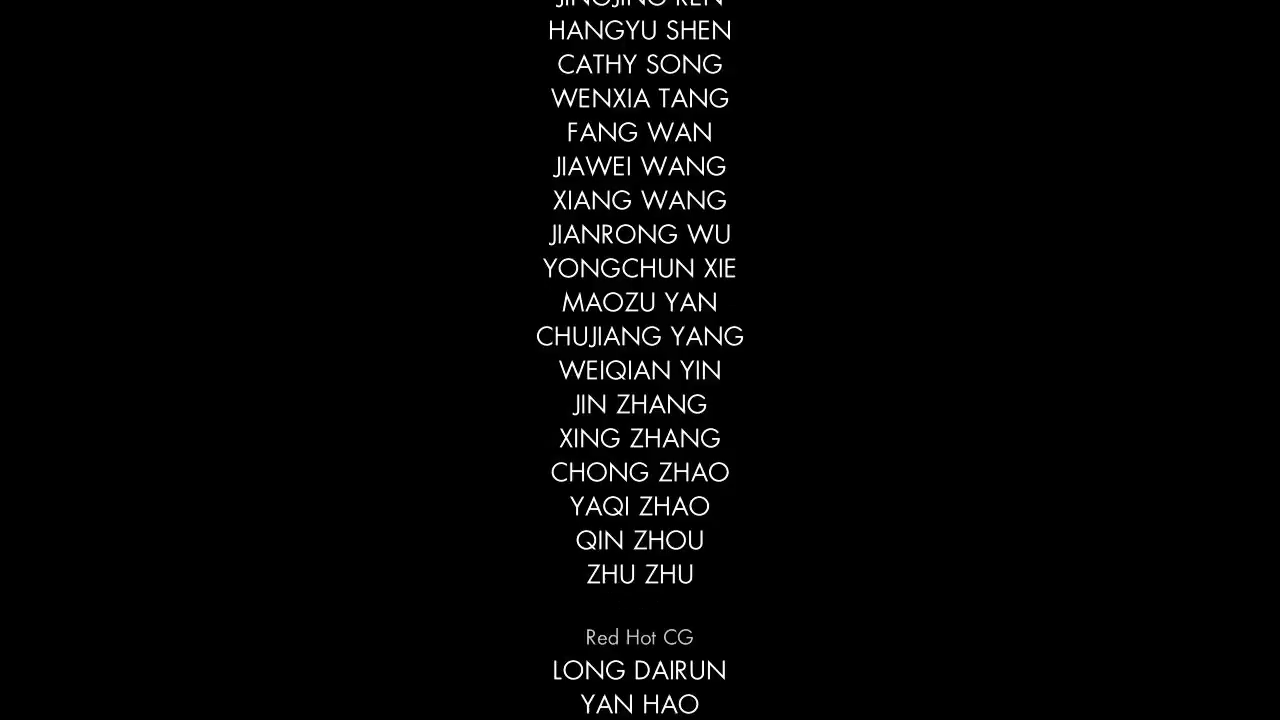 JINGJING REN
HANGYU SHEN
CATHY SONG
WENXIA TANG
FANG WAN
JIAWEI WANG
XIANG WANG
JIANRONG WU
YONGCHUN XIE
MAOZU YAN
CHUJIANG YANG
WEIQIAN YIN
JIN ZHANG
XING ZHANG
CHONG ZHAO
YAQI ZHAO
QIN ZHOU
ZHU ZHU
Red Hot CG
LONG DAIRUN
YAN HAO